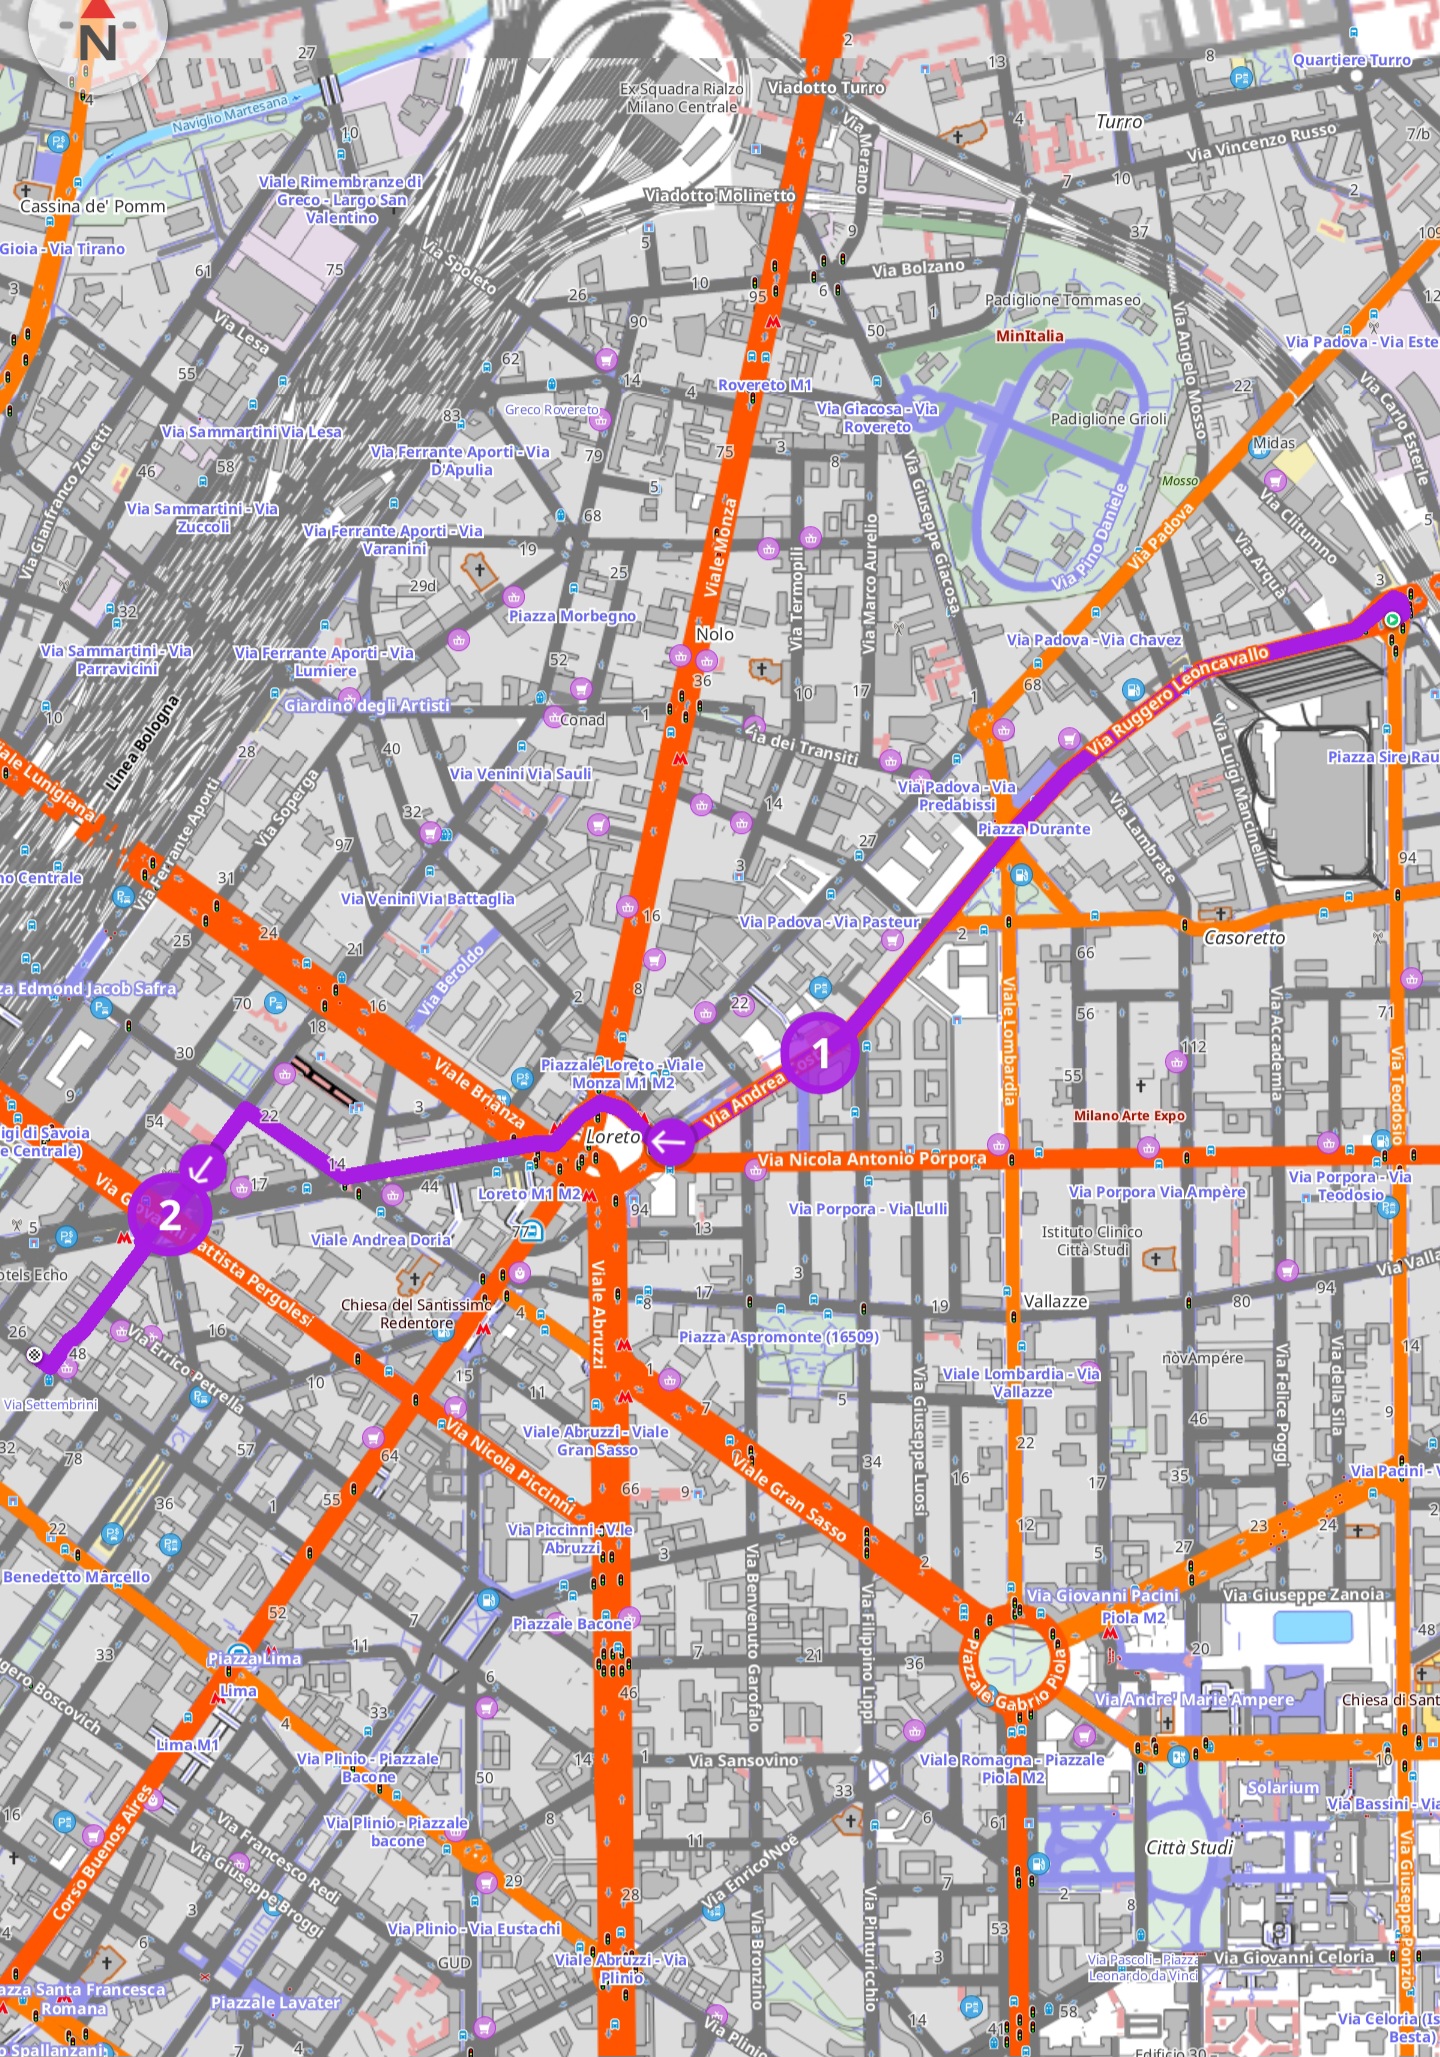 N
27
4
2
Ex Squadra Rialzo
Milano Centrale
Viadotto Turro
13
8
Quartiere Turro
Naviglio Martesana
10
Via Merano
4
Turro
Via Vincenzo Russo
7/b
Viale Rimembranze di
Greco - Largo San
Valentino
Cassina de' Pomm
Viadotto Molinetto
7
10
2
Gioia - Via Tirano
5
9
37
109
61
75
Via Spoleto
Via Bolzano
3
26
10
95
6
1
Padiglione Tommaseo
12
Via Lesa
90
50
MinItalia
Via Padova - Via Este
62
55
14
4
Rovereto M1
Via Angelo Mosso
22
Via Carlo Esterle
83
Greco Rovereto
Via Giacosa - Via
Rovereto
Padiglione Grioli
Via Sammartini Via Lesa
Via Ferrante Aporti - Via
D'Apulia
79
75
3
8
Midas
Via Gianfranco Zuretti
46
58
5
Mosso
Via Sammartini - Via
Zuccoli
68
Via Giuseppe Giacosa
Via Clitumno
5
Via Ferrante Aporti - Via
Varanini
19
Viale Monza
Via Termopili
Via Marco Aurelio
Via Pino Daniele
Via Padova
Via Arquà
29d
25
3
32
Piazza Morbegno
Nolo
Via Padova - Via Chavez
Via Sammartini - Via
Parravicini
Via Ferrante Aporti - Via
Lumiere
52
36
10
17
1
68
Via Ruggero Leoncavallo
10
Linea Bologna
Giardino degli Artisti
Conad
1
Via dei Transiti
Via Luigi Mancinelli
28
40
Piazza Sire Rau
Viale Lunigiana
Via Venini Via Sauli
Via Padova - Via
Predabissi
Via Ferrante Aporti
Via Soperga
32
14
Piazza Durante
Via Lambrate
97
27
94
no Centrale
31
3
Via Venini Via Battaglia
16
Via Padova - Via Pasteur
2
Casoretto
25
24
21
66
Via Beroldo
za Edmond Jacob Safra
70
16
2
8
22
Viale Lombardia
56
Via Accademia
71
18
30
1
112
Via Teodosio
Piazzale Loreto - Viale
Monza M1 M2
Viale Brianza
9
Via Andrea Costa
55
54
22
3
Milano Arte Expo
igi di Savoia
e Centrale)
Loreto
14
Via Nicola Antonio Porpora
Via Giovanni Battista Pergolesi
17
44
Loreto M1 M2
Via Porpora - Via Lulli
Via Porpora Via Ampère
Via Porpora - Via
Teodosio
2
5
Viale Andrea Doria
77
94
13
Istituto Clinico
Città Studi
otels Echo
Viale Abruzzi
3
Via Valla
Chiesa del Santissimo
Redentore
4
8
17
19
Vallazze
80
94
26
48
16
Piazza Aspromonte (16509)
14
Via Settembrini
Via Errico Petrella
10
15
11
1
5
Viale Lombardia - Via
Vallazze
novAmpére
Via Felice Poggi
Via della Sila
32
57
7
Via Giuseppe Luosi
46
9
78
64
Via Nicola Piccinni
Viale Abruzzi - Viale
Gran Sasso
Viale Gran Sasso
34
16
22
17
35
Via Pacini - V
22
36
1
55
66
9
12
23
24
Via Piccinni - V.le
Abruzzi
3
2
5
27
Benedetto Marcello
52
Via Giovanni Pacini
Via Giuseppe Zanoia
Piola M2
33
7
Piazzale Bacone
Via Benvenuto Garofalo
Via Filippino Lippi
48
11
7
21
36
20
Piazza Lima
Lima
6
46
Piazzale Gabrio Piola
Via Andre' Marie Ampere
Chiesa di Sant
4
33
Lima M1
Via Plinio - Piazzale
Bacone
14
1
Via Sansovino
Viale Romagna - Piazzale
Piola M2
10
50
33
Solarium
16
Corso Buenos Aires
Via Plinio - Piazzale
bacone
8
6
61
Via Bassini - Via
Via Francesco Redi
11
Via Enrico Noè
Città Studi
Via Giuseppe Broggi
29
28
7
2
8
Via Giuseppe Ponzio
4
3
Via Plinio - Via Eustachi
53
6
GUD
Viale Abruzzi - Via
Plinio
Via Bronzino
Via Pinturicchio
3
Via Pascoli - Piazza
Leonardo da Vinci
Via Giovanni Celoria
azza Santa Francesca
Romana
Piazzale Lavater
Via Plinio
14
41
58
Via Celoria (Is
Besta)
o Spallanzani
7
4
Edificio 30